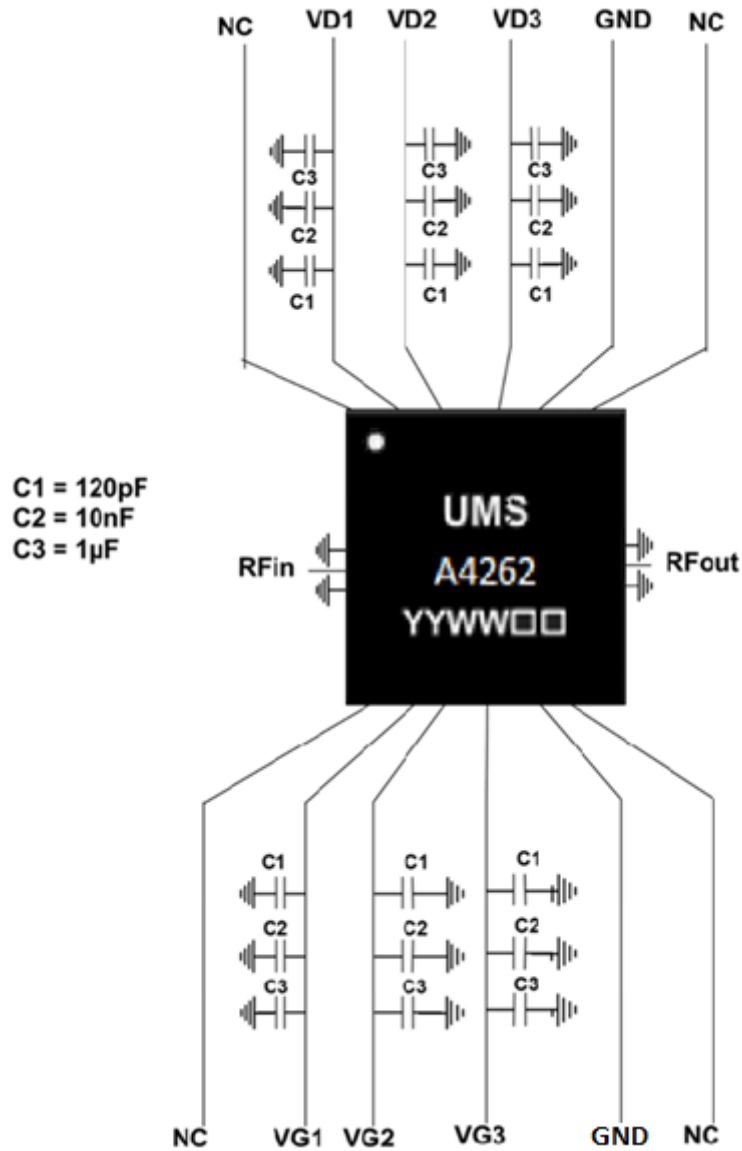 NC VD1 VD2 VD3 GND NC
C3 C3 C3
C2 C2 C2
C1 C1 C1
C1 = 120pF
C2 = 10nF
C3 = 1µF
UMS
A4262
YYWW□□
RFin
RFout
C1 C1 C1
C2 C2 C2
C3 C3 C3
NC VG1 VG2 VG3 GND NC